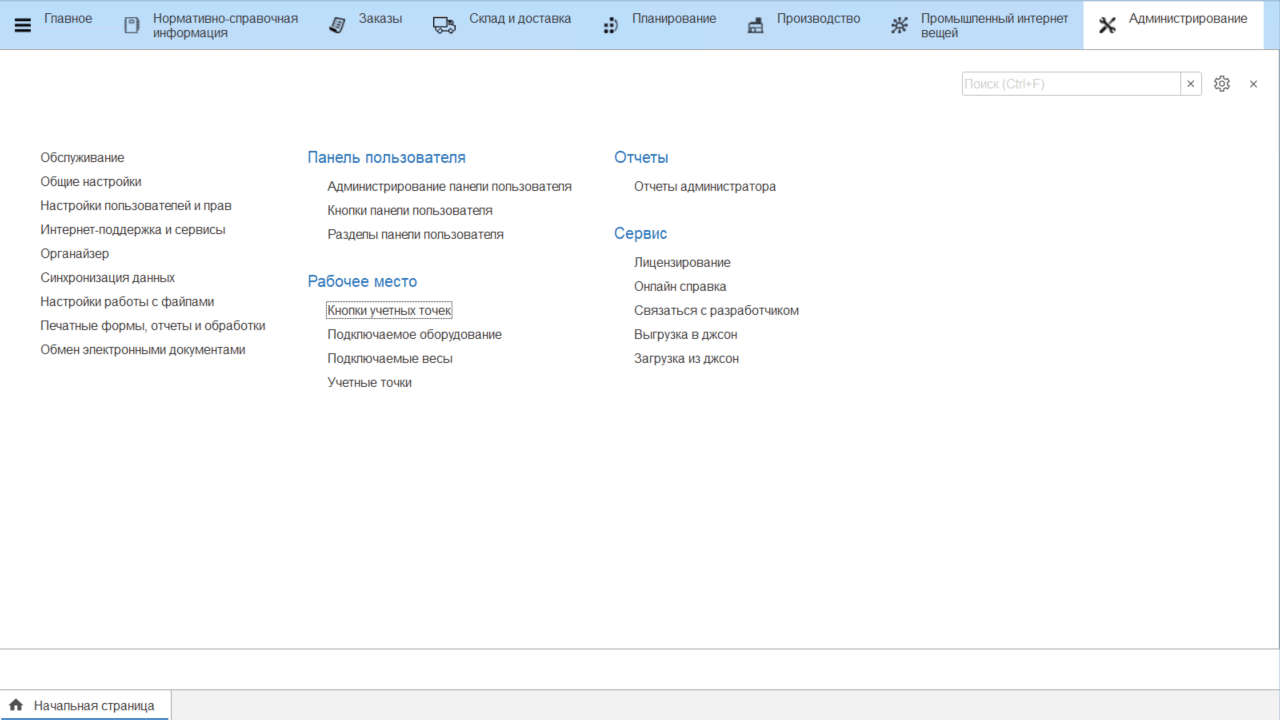 Главное
Нормативно-справочная
информация
Заказы
Склад и доставка
Планирование
Производство
Промышленный интернет
вещей
Администрирование
Поиск (Ctrl+F)
Обслуживание
Общие настройки
Настройки пользователей и прав
Интернет-поддержка и сервисы
Органайзер
Синхронизация данных
Настройки работы с файлами
Печатные формы, отчеты и обработки
Обмен электронными документами
Панель пользователя
Администрирование панели пользователя
Кнопки панели пользователя
Разделы панели пользователя
Рабочее место
Кнопки учетных точек
Подключаемое оборудование
Подключаемые весы
Учетные точки
Отчеты
Отчеты администратора
Сервис
Лицензирование
Онлайн справка
Связаться с разработчиком
Выгрузка в джсон
Загрузка из джсон
Начальная страница